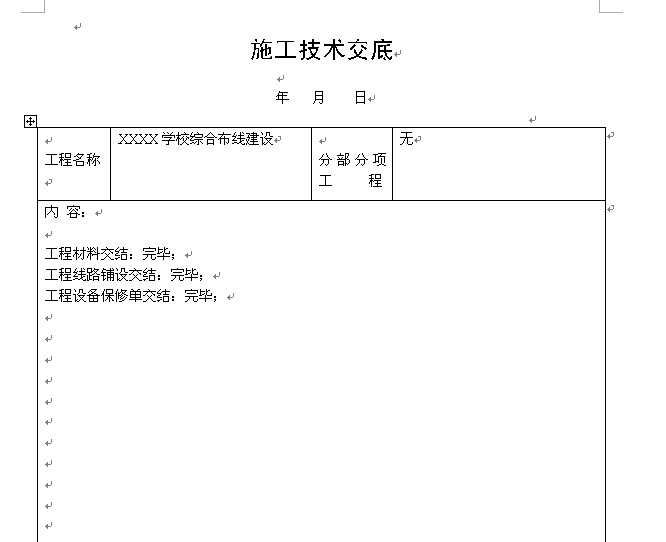 施工技术交底
年 月 日
工程名称
XXXX 学校综合布线建设
分部分项
工 程
无
内 容：
工程材料交结：完毕；
工程线路铺设交结：完毕；
工程设备保修单交结：完毕；